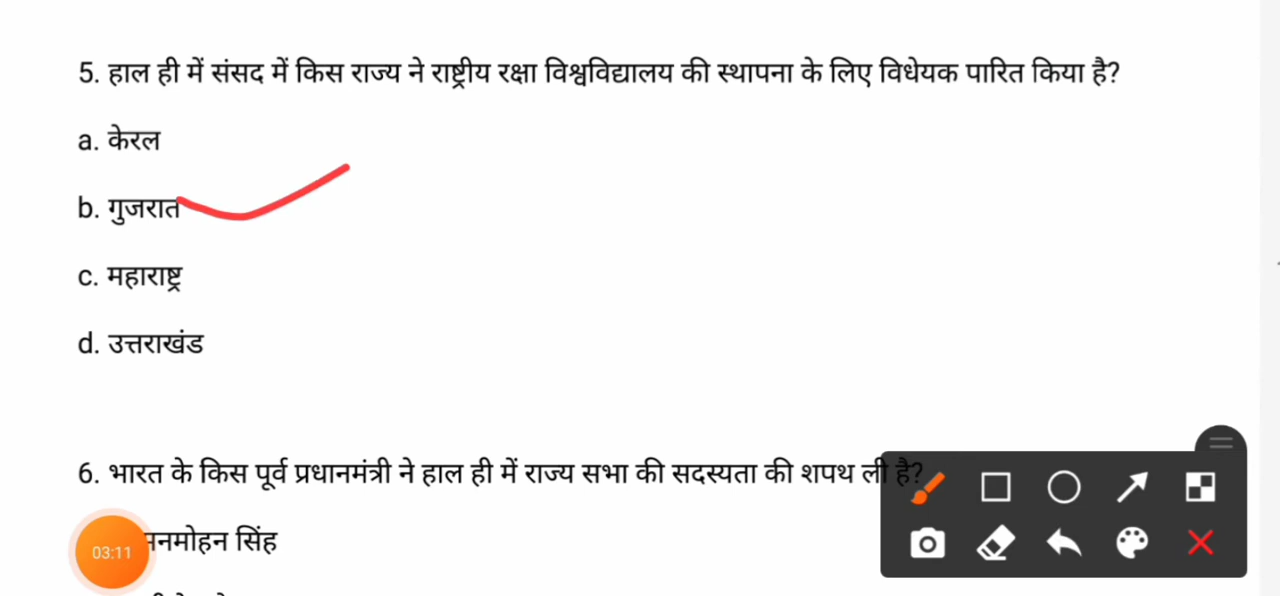 5. हाल ही में संसद में किस राज्य ने राष्ट्रीय रक्षा विश्वविद्यालय की स्थापना के लिए विधेयक पारित किया है?
a. केरल
b. गुजरात
c. महाराष्ट्र
d. उत्तराखंड
6. भारत के किस पूर्व प्रधानमंत्री ने हाल ही में राज्य सभा की सदस्यता की शपथ ली है?
मनमोहन सिंह
03:11